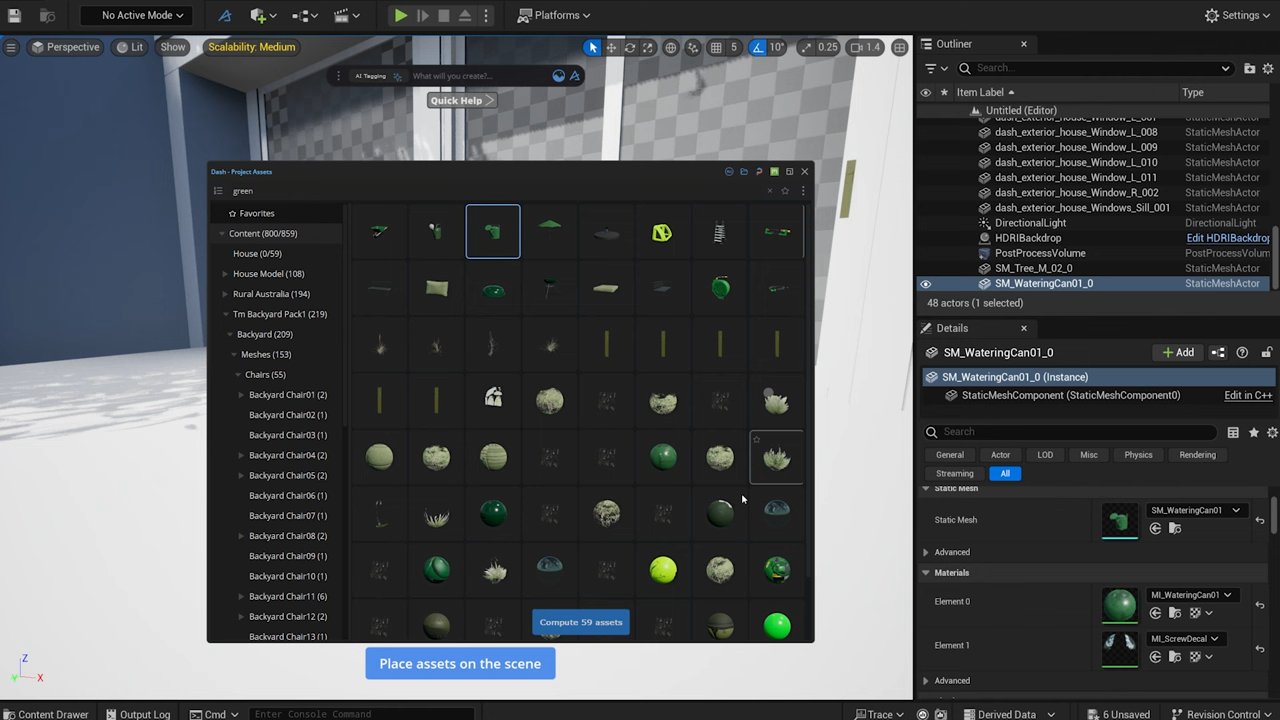 No Active Mode
Platforms
Settings
Perspective
Lit
Show
Scalability: Medium
5
10°
0.25
1.4
AI Tagging
What will you create?...
Quick Help
Dash - Project Assets
green
Favorites
Content (800/859)
House (0/59)
House Model (108)
Rural Australia (194)
Tm Backyard Pack1 (219)
Backyard (209)
Meshes (153)
Chairs (55)
Backyard Chair01 (2)
Backyard Chair02 (1)
Backyard Chair03 (1)
Backyard Chair04 (2)
Backyard Chair05 (2)
Backyard Chair06 (1)
Backyard Chair07 (1)
Backyard Chair08 (2)
Backyard Chair09 (1)
Backyard Chair10 (1)
Backyard Chair11 (6)
Backyard Chair12 (2)
Backyard Chair13 (1)
Compute 59 assets
Place assets on the scene
Z
Y
X
Outliner
Search...
Item Label
Type
Untitled (Editor)
dash_exterior_house_Window_L_008 StaticMeshActor
dash_exterior_house_Window_L_009 StaticMeshActor
dash_exterior_house_Window_L_010 StaticMeshActor
dash_exterior_house_Window_L_011 StaticMeshActor
dash_exterior_house_Window_R_002 StaticMeshActor
dash_exterior_house_Windows_Sill_001 StaticMeshActor
DirectionalLight DirectionalLight
HDRIBackdrop Edit HDRIBackdrop
PostProcessVolume PostProcessVolum
SM_Tree_M_02_0 StaticMeshActor
SM_WateringCan01_0 StaticMeshActor
48 actors (1 selected)
Details
SM_WateringCan01_0
Add
SM_WateringCan01_0 (Instance)
StaticMeshComponent (StaticMeshComponent0) Edit in C++
Search
General
Actor
LOD
Misc
Physics
Rendering
Streaming
All
Static Mesh
Static Mesh
SM_WateringCan01
Advanced
Materials
Element 0
MI_WateringCan01
Element 1
MI_ScrewDecal
Advanced
Content Drawer
Output Log
Cmd
Enter Console Command
Trace
Derived Data
6 Unsaved
Revision Control